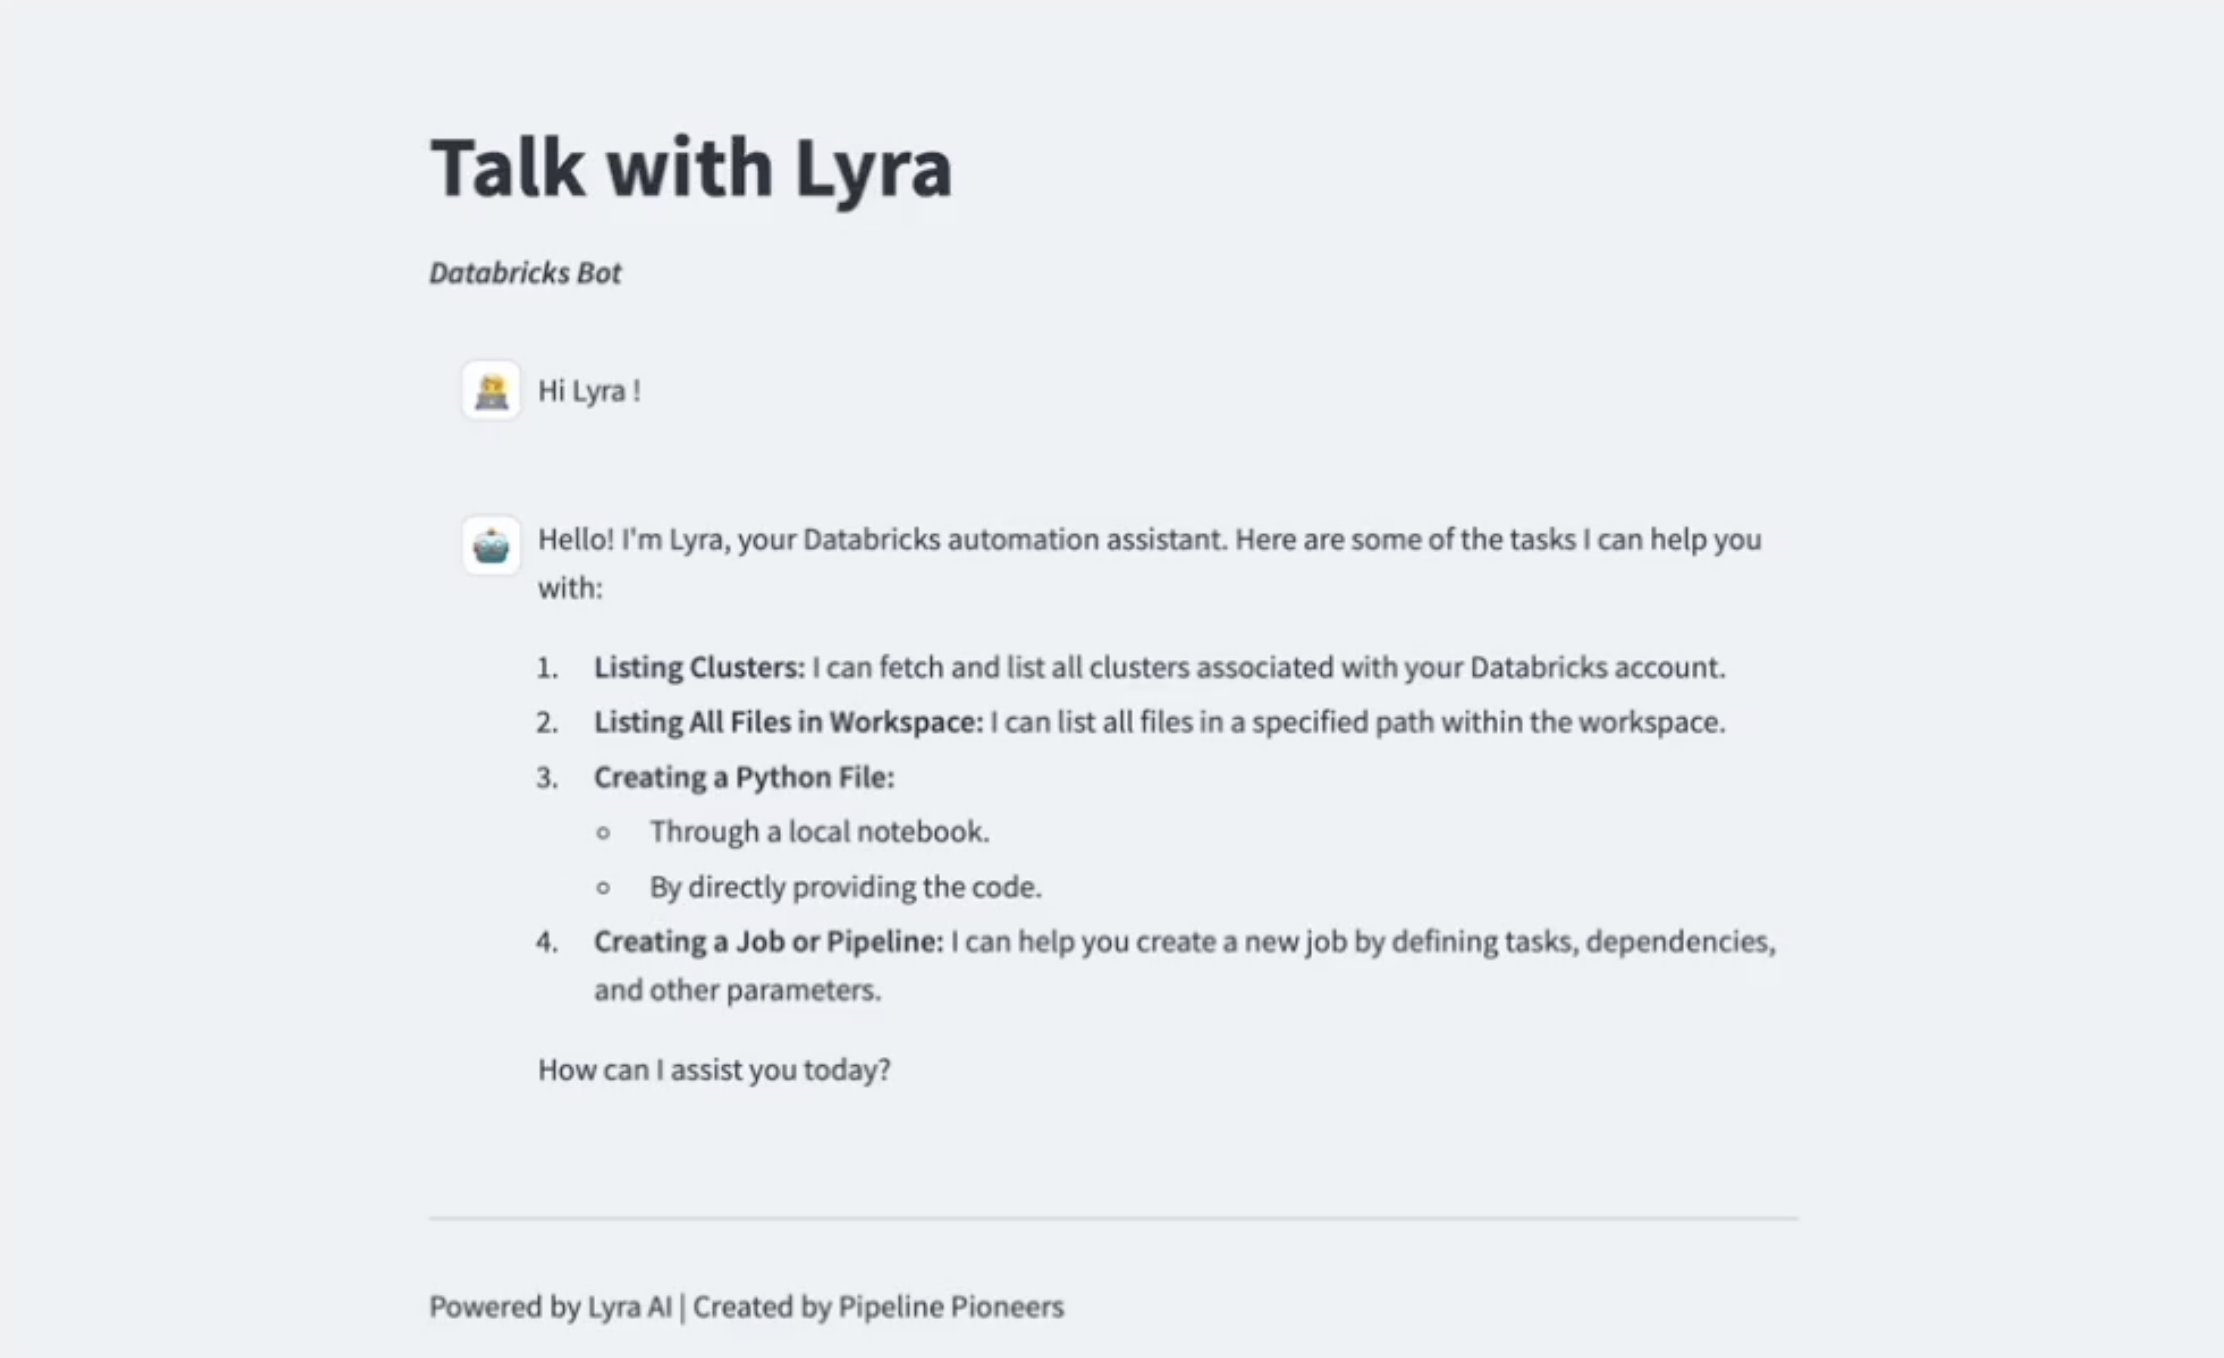 Talk with Lyra
Databricks Bot
Hi Lyra !
Hello! I'm Lyra, your Databricks automation assistant. Here are some of the tasks I can help you
with:
1. Listing Clusters: I can fetch and list all clusters associated with your Databricks account.
2. Listing All Files in Workspace: I can list all files in a specified path within the workspace.
3. Creating a Python File:
○ Through a local notebook.
○ By directly providing the code.
4. Creating a Job or Pipeline: I can help you create a new job by defining tasks, dependencies,
and other parameters.
How can I assist you today?
Powered by Lyra AI | Created by Pipeline Pioneers